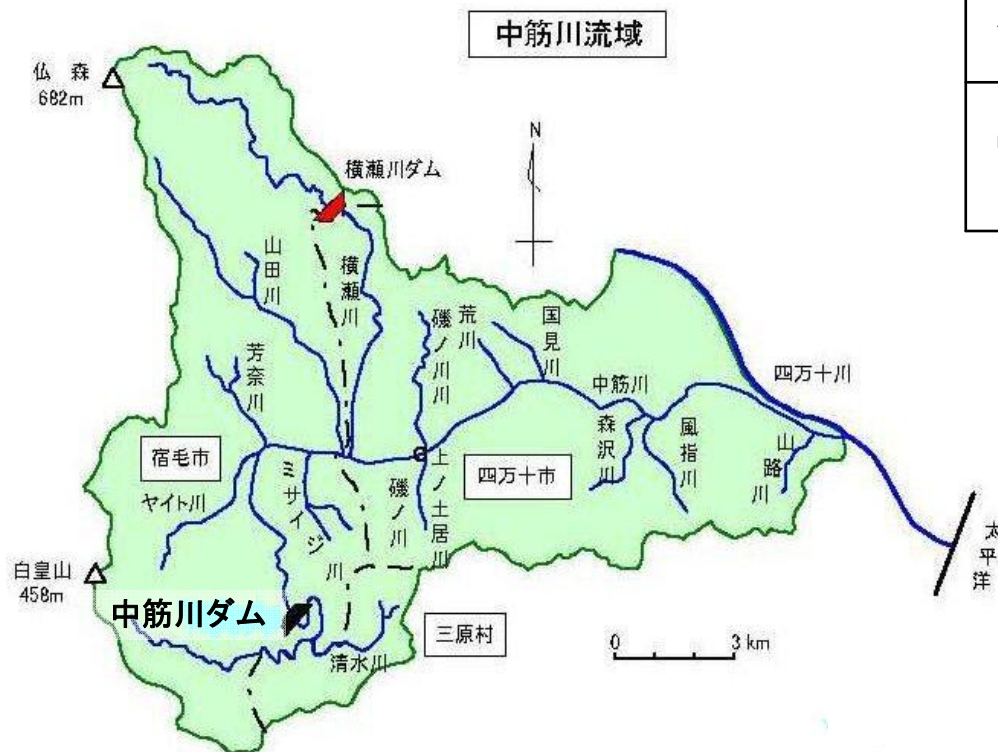 中筋川流域
仏森
682m
N
横瀬川ダム
山田川
横瀬川
磯ノ川川
荒川
国見川
芳奈川
中筋川
四万十川
宿毛市
森沢川
風指川
山路川
ミサイジ川
磯ノ川
上ノ土居川
四万十市
ヤイト川
太平洋
白皇山
458m
中筋川ダム
三原村
0 3 km
清水川